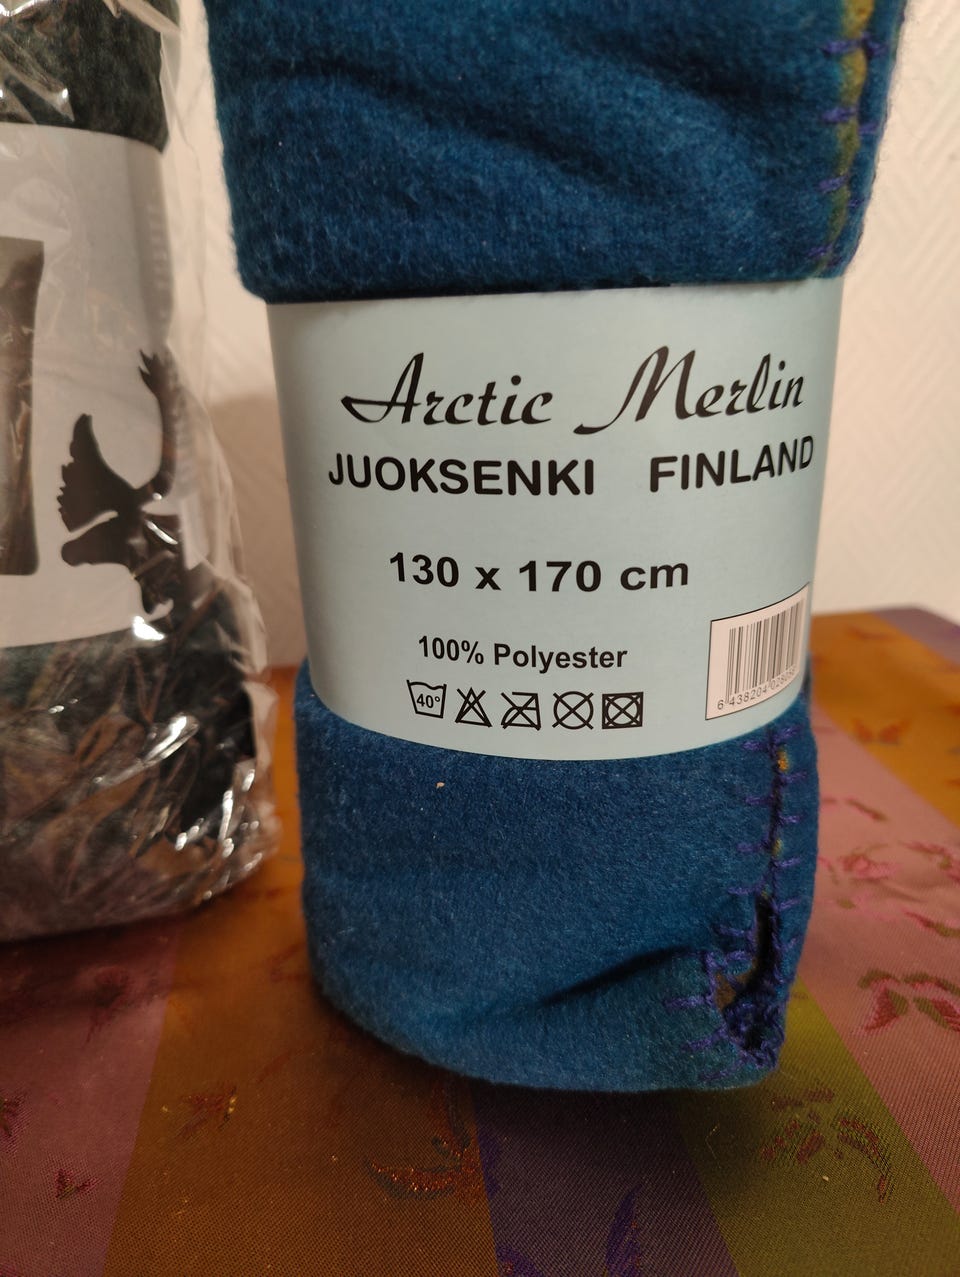 Arctic Merlin
JUOKSENKI FINLAND
130 x 170 cm
100% Polyester
40°